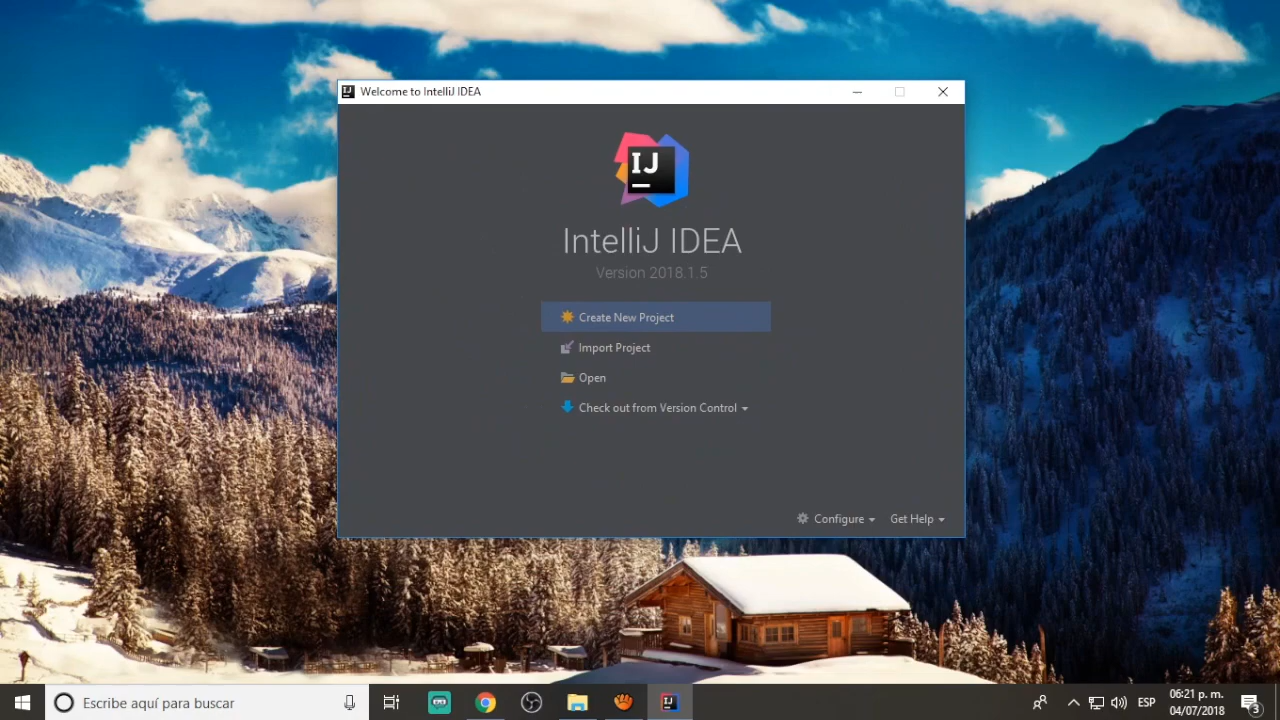 Welcome to IntelliJ IDEA
IJ
IntelliJ IDEA
Version 2018.1.5
Create New Project
Import Project
Open
Check out from Version Control
Configure
Get Help
Escribe aquí para buscar
ESP
06:21 p. m.
04/07/2018
3